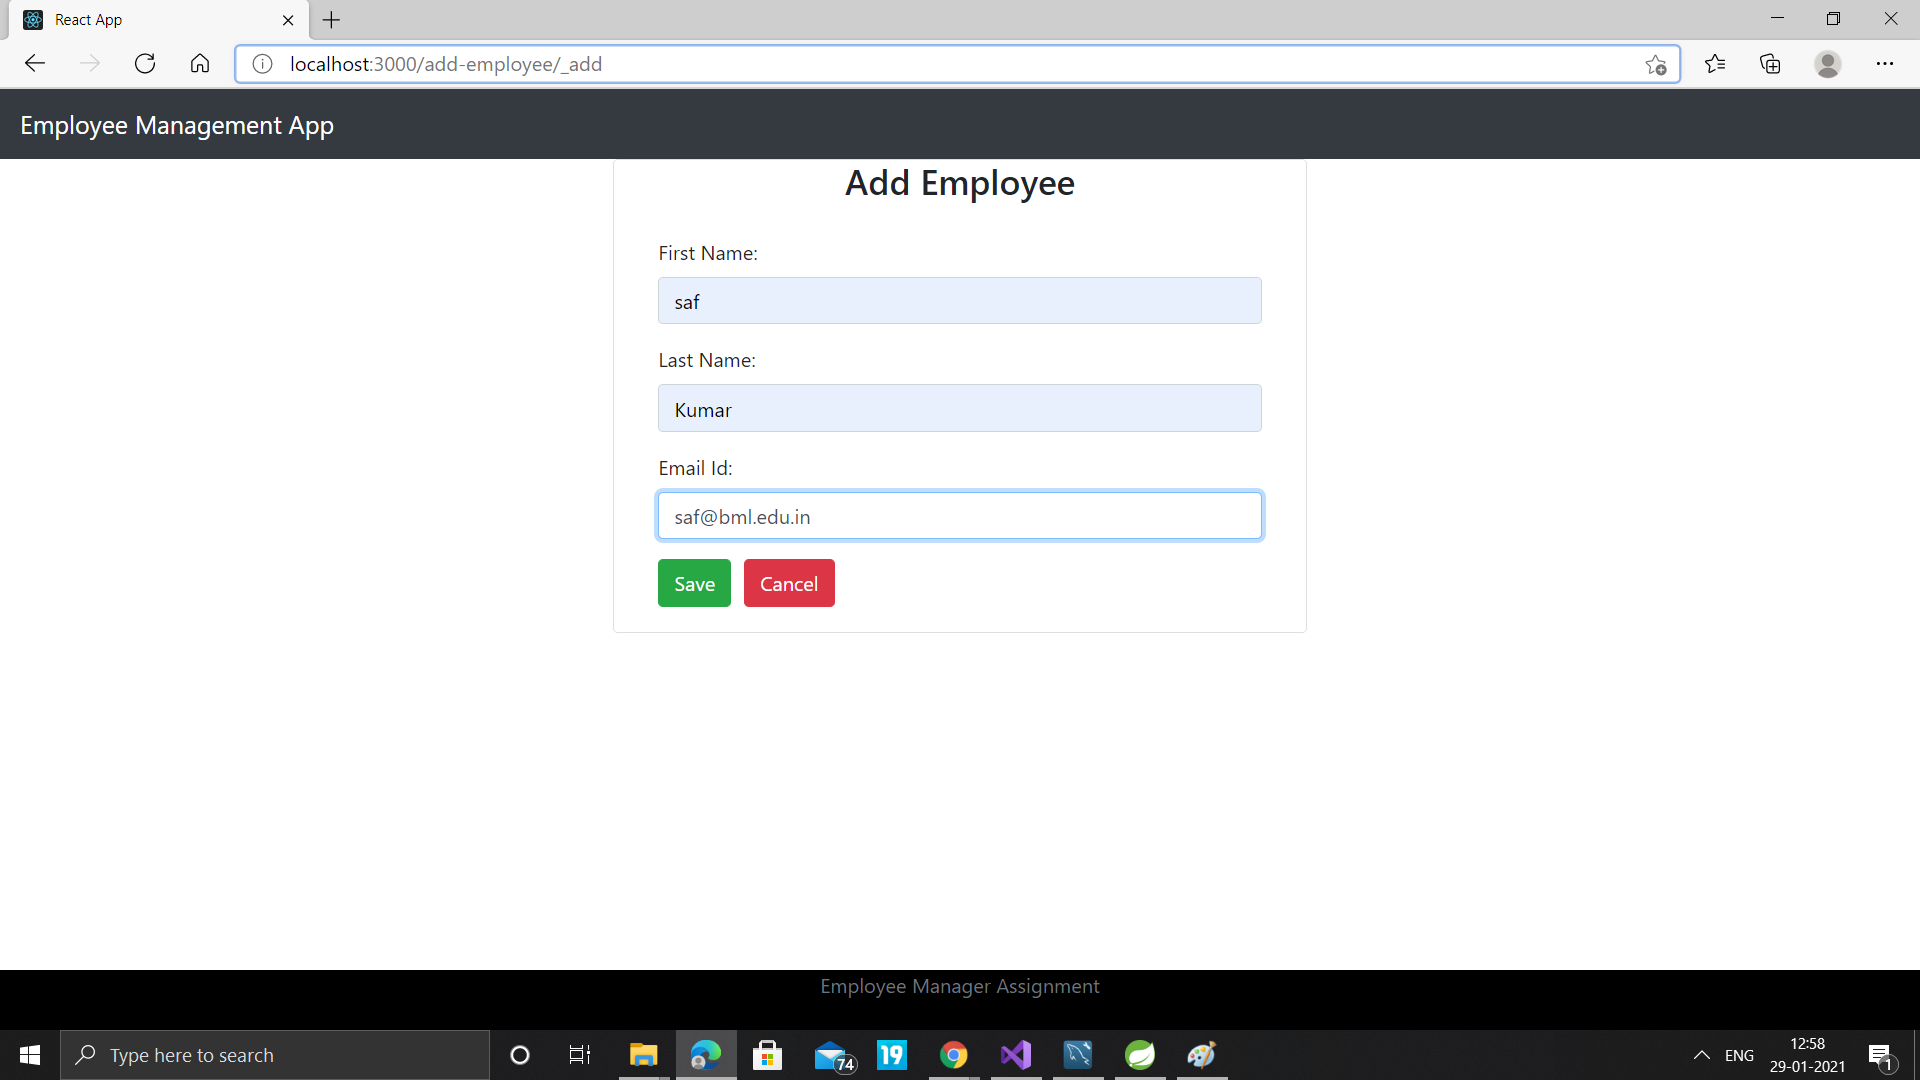 React App
localhost:3000/add-employee/_add
Employee Management App
Add Employee
First Name:
saf
Last Name:
Kumar
Email Id:
saf@bml.edu.in
Save Cancel
Employee Manager Assignment
Type here to search
74
19
ENG
12:58
29-01-2021
1